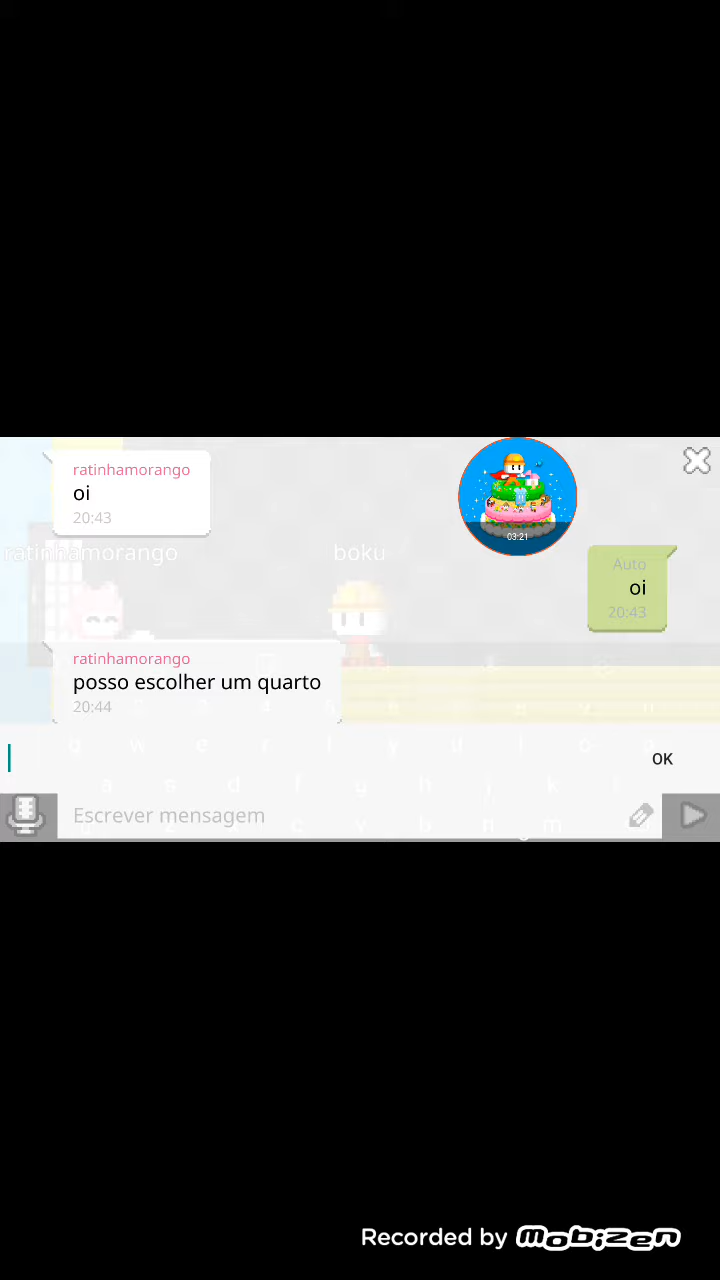 ratinhamorango
oi
20:43
03:21
ratinhamorango
boku
Auto
oi
20:43
ratinhamorango
posso escolher um quarto
20:44
OK
Escrever mensagem
Recorded by mobizen